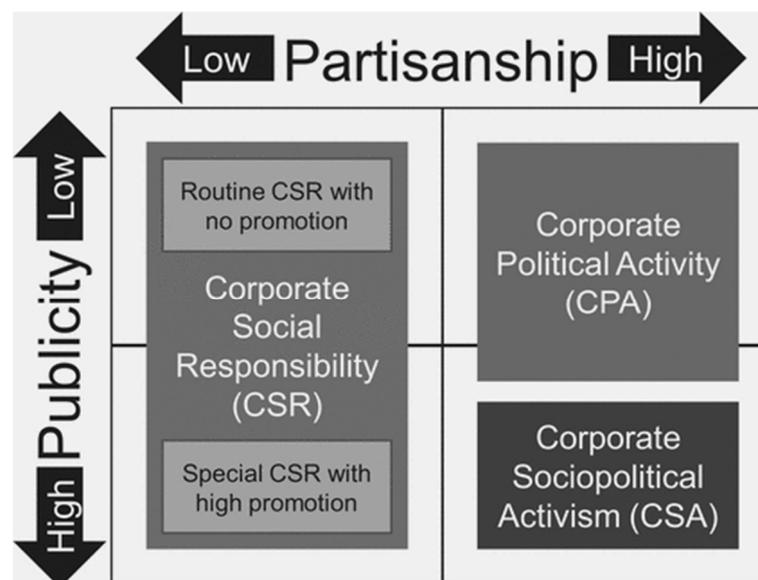 Low Partisanship High
Low
Publicity
High
Routine CSR with
no promotion
Corporate
Social
Responsibility
(CSR)
Special CSR with
high promotion
Corporate
Political Activity
(CPA)
Corporate
Sociopolitical
Activism (CSA)